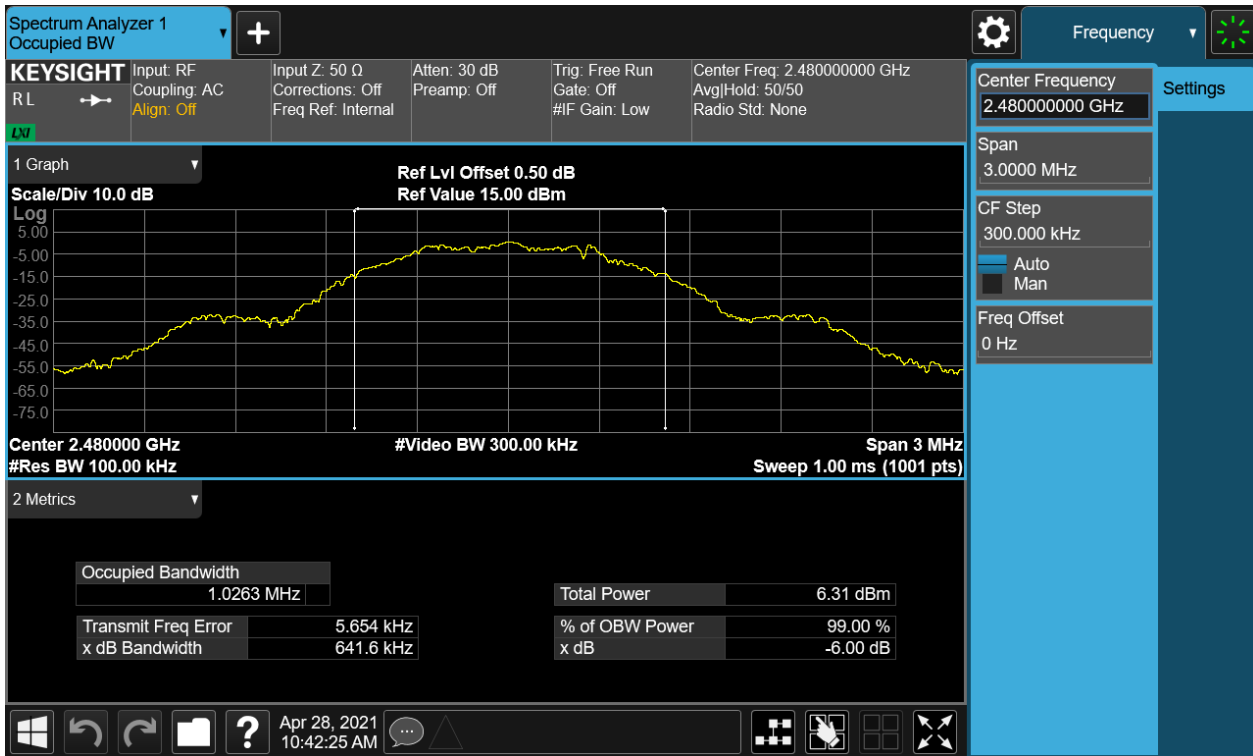 Spectrum Analyzer 1
Occupied BW
+
Frequency
KEYSIGHT
R L
LXI
Input: RF
Coupling: AC
Align: Off
Input Z: 50 Ω
Corrections: Off
Freq Ref: Internal
Atten: 30 dB
Preamp: Off
Trig: Free Run
Gate: Off
#IF Gain: Low
Center Freq: 2.480000000 GHz
Avg|Hold: 50/50
Radio Std: None
Center Frequency
2.480000000 GHz
Settings
Span
3.0000 MHz
CF Step
300.000 kHz
Auto
Man
Freq Offset
0 Hz
1 Graph
Ref Lvl Offset 0.50 dB
Scale/Div 10.0 dB
Ref Value 15.00 dBm
Log
5.00
-5.00
-15.0
-25.0
-35.0
-45.0
-55.0
-65.0
-75.0
Center 2.480000 GHz
#Video BW 300.00 kHz
Span 3 MHz
#Res BW 100.00 kHz
Sweep 1.00 ms (1001 pts)
2 Metrics
Occupied Bandwidth
1.0263 MHz
Total Power 6.31 dBm
Transmit Freq Error 5.654 kHz
% of OBW Power 99.00 %
x dB Bandwidth 641.6 kHz
x dB -6.00 dB
?
Apr 28, 2021
10:42:25 AM